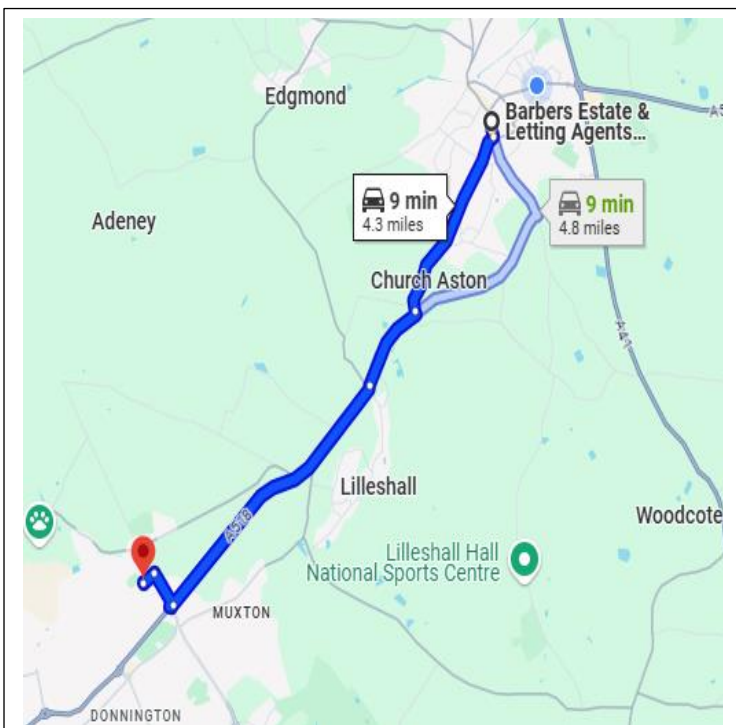 Edgmond
Barbers Estate &
Letting Agents...
9 min
4.3 miles
9 min
4.8 miles
Adeney
Church Aston
A41
Lilleshall
A518
Woodcote
Lilleshall Hall
National Sports Centre
MUXTON
DONNINGTON